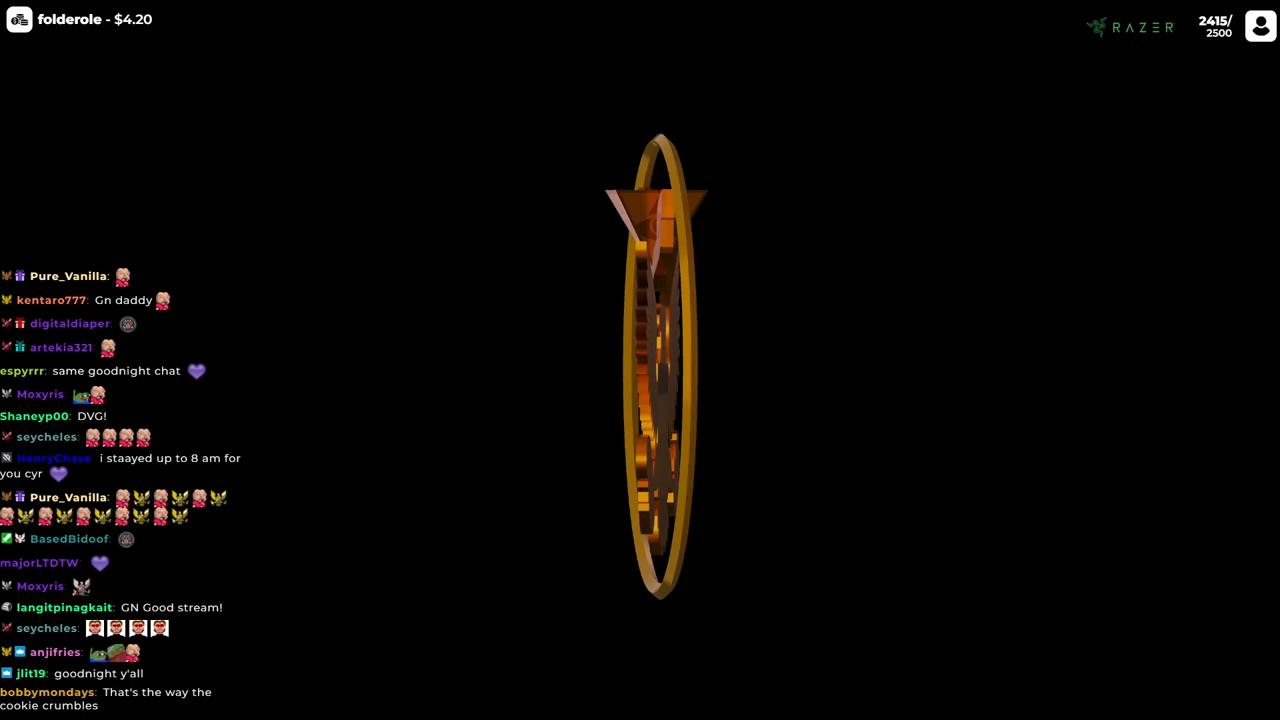 folderole - $4.20
RAZER
2415/
2500
Pure_Vanilla:
kentaro777: Gn daddy
digitaldiaper:
artekia321:
espyrrr: same goodnight chat
Moxyris:
Shaneyp00: DVG!
seycheles:
HenryChase: i staayed up to 8 am for
you cyr
Pure_Vanilla:
BasedBidoof:
majorLTDTW:
Moxyris:
langitpinagkait: GN Good stream!
seycheles:
anjifries:
jlit19: goodnight y'all
bobbymondays: That's the way the
cookie crumbles